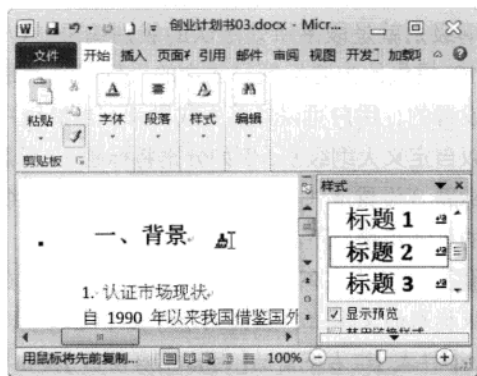 W 创业计划书03.docx - Micr...
文件 开始 插入 页面 引用 邮件 审阅 视图 开发 加载
粘贴 字体 段落 样式 编辑
剪贴板
样式
标题 1
标题 2
标题 3
显示预览
一、背景
1. 认证市场现状
自 1990 年以来我国借鉴国外
用鼠标将先前复制... 100%